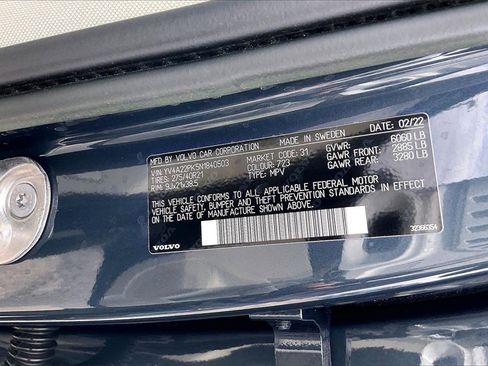 MFD BY VOLVO CAR CORPORATION MADE IN SWEDEN DATE: 02/22
VIN: YV4A22PK5N1840503 MARKET CODE: 31 GVWR: 6060 LB
TIRES: 275/40R21 COLOUR: 723 GAWR FRONT: 2885 LB
RIM: 9Jx21x38.5 TYPE: MPV GAWR REAR: 3280 LB
THIS VEHICLE CONFORMS TO ALL APPLICABLE FEDERAL MOTOR
VEHICLE SAFETY, BUMPER AND THEFT PREVENTION STANDARDS IN EFFECT
ON THE DATE OF MANUFACTURE SHOWN ABOVE
VOLVO 32366354